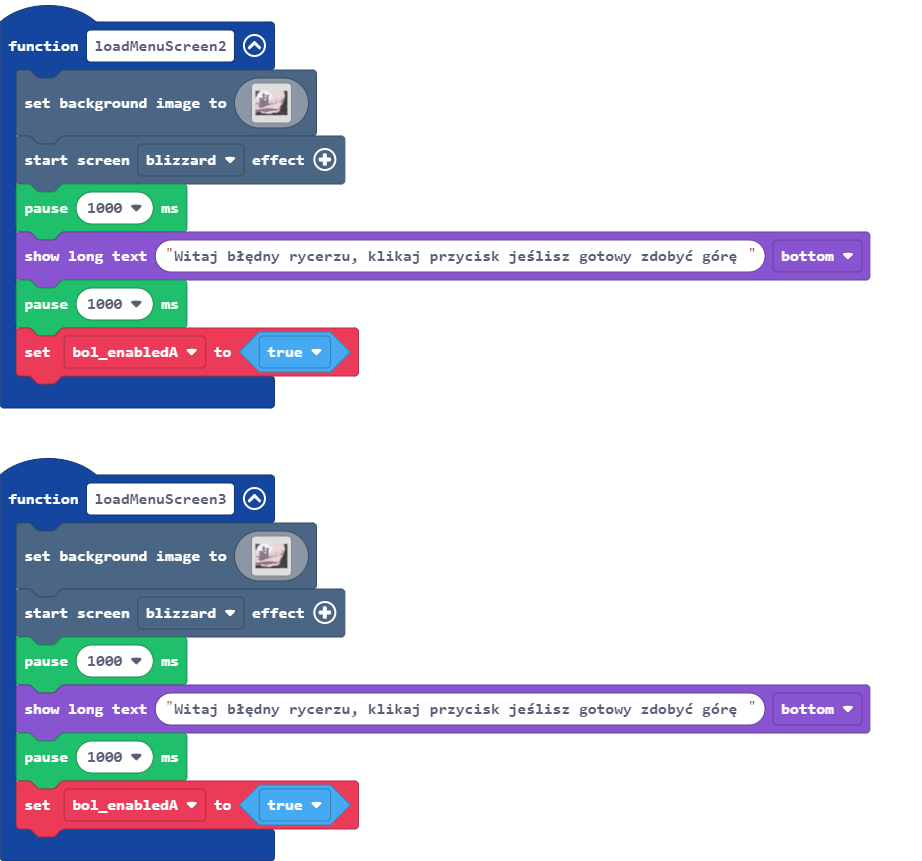 function loadMenuScreen2
set background image to
start screen blizzard effect
pause 1000 ms
show long text "Witaj błędny rycerzu, klikaj przycisk jeślisz gotowy zdobyć górę " bottom
pause 1000 ms
set bol_enabledA to true
function loadMenuScreen3
set background image to
start screen blizzard effect
pause 1000 ms
show long text "Witaj błędny rycerzu, klikaj przycisk jeślisz gotowy zdobyć górę " bottom
pause 1000 ms
set bol_enabledA to true